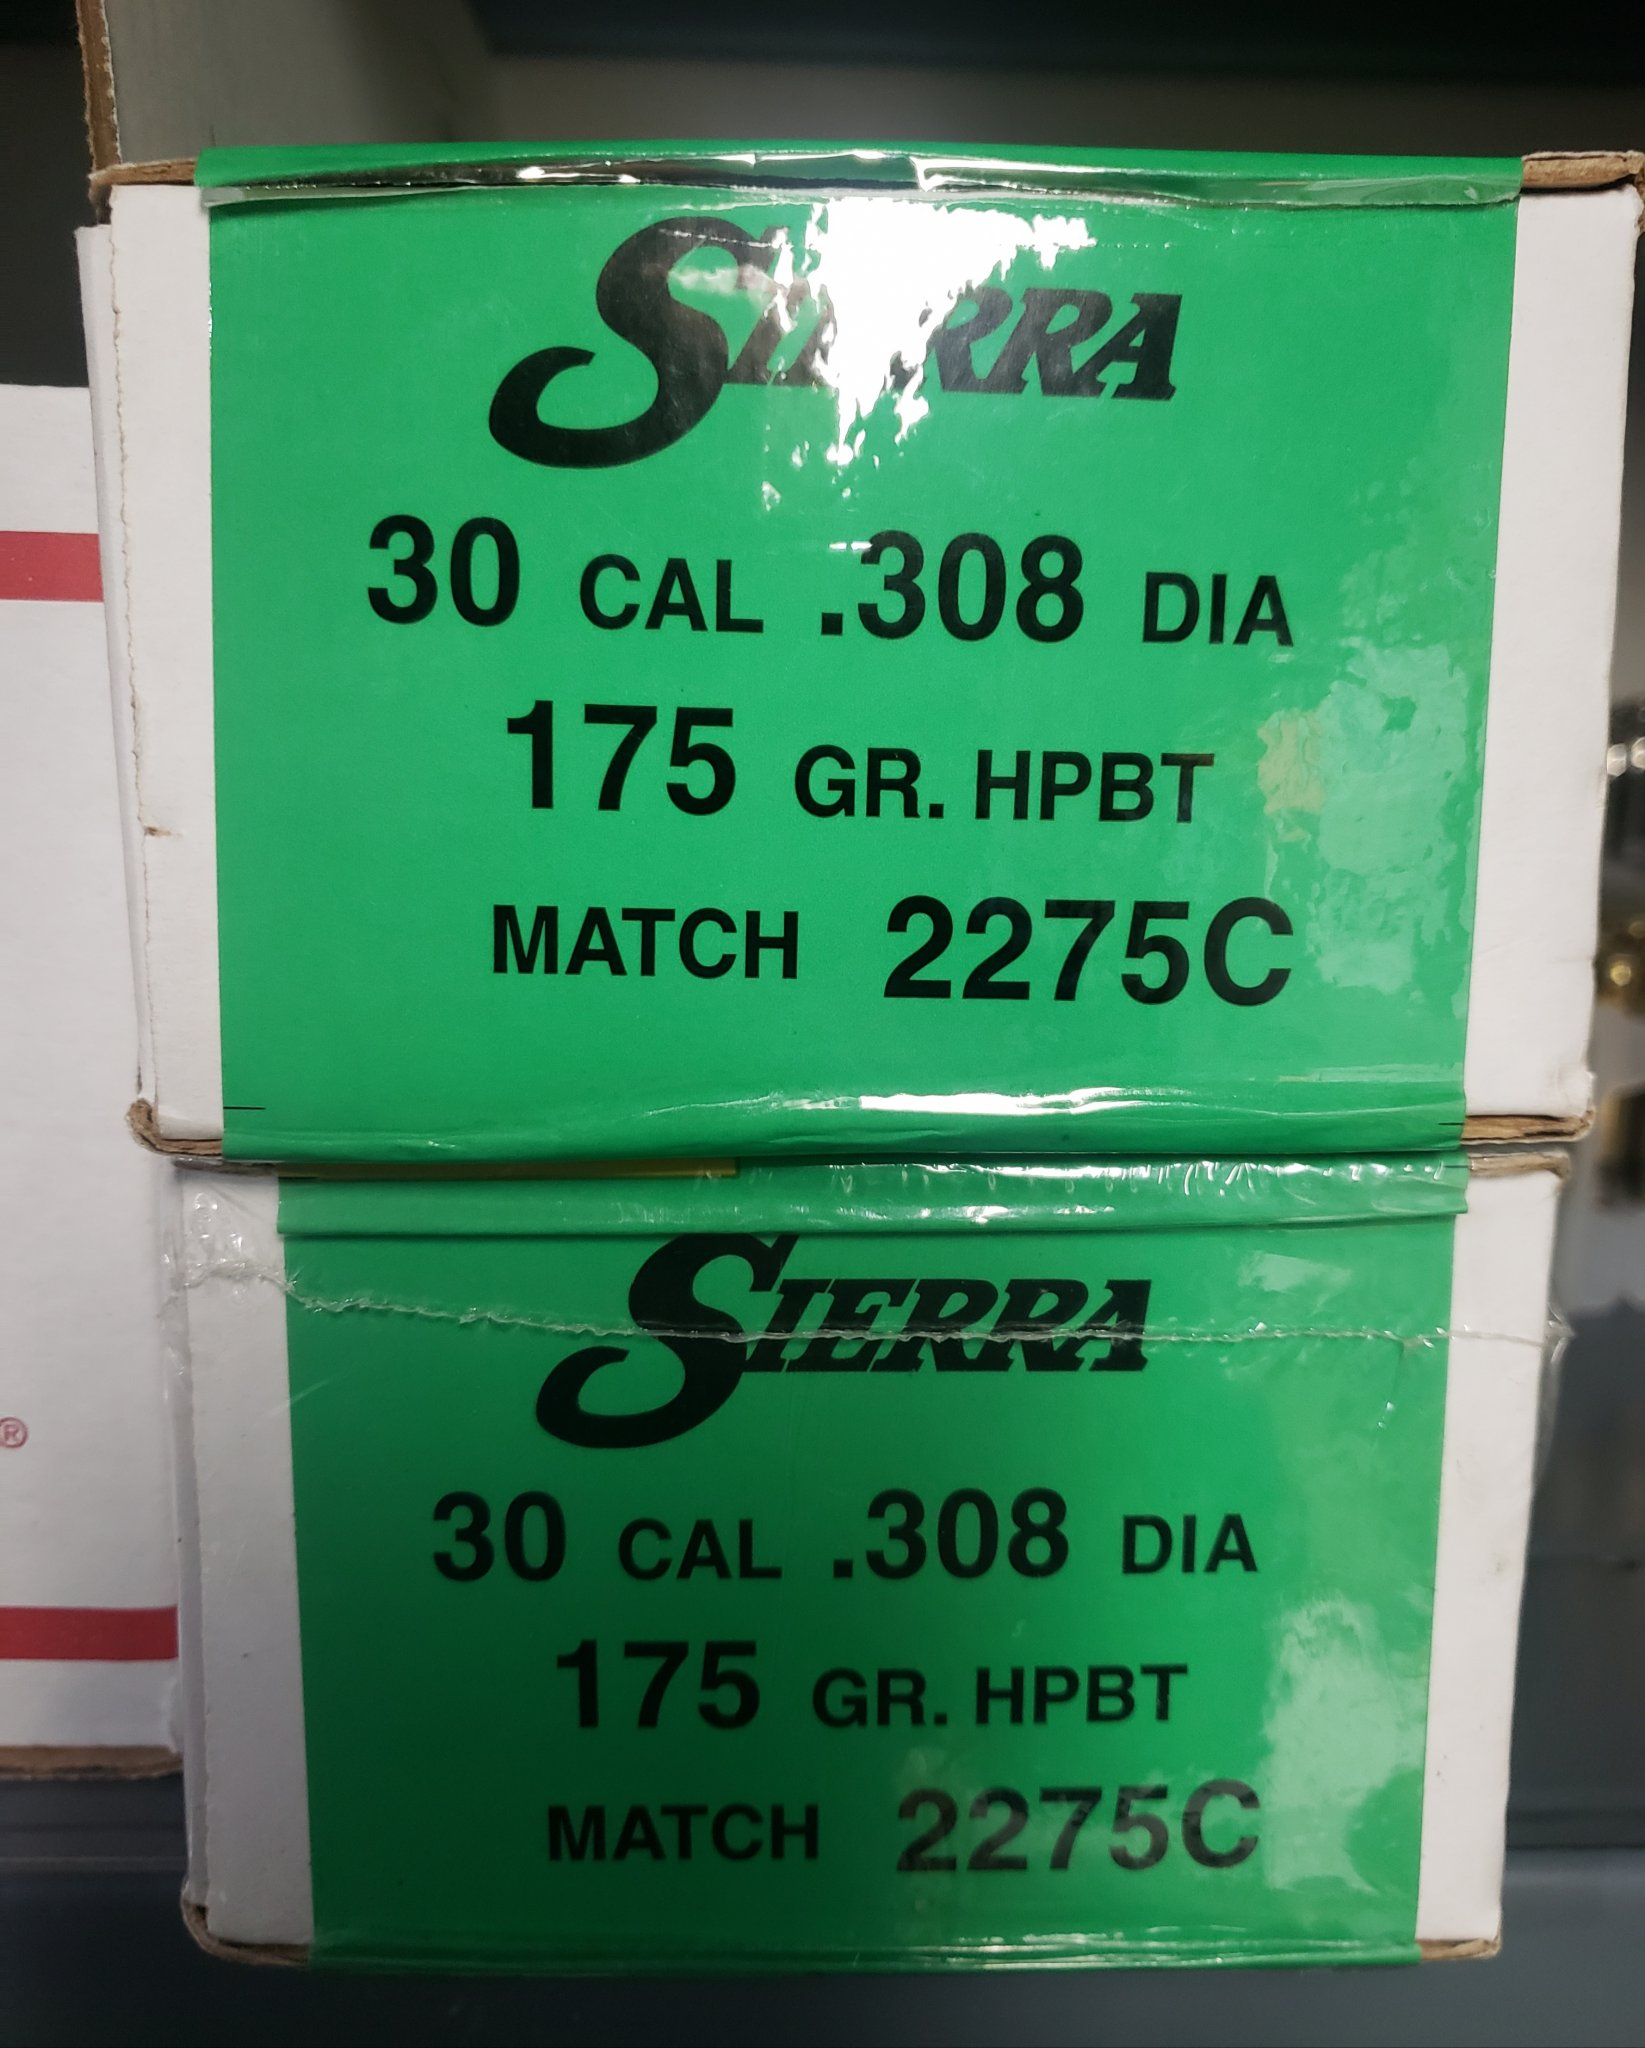 SIERRA
30 CAL .308 DIA
175 GR. HPBT
MATCH 2275C
SIERRA
30 CAL .308 DIA
175 GR. HPBT
MATCH 2275C
®